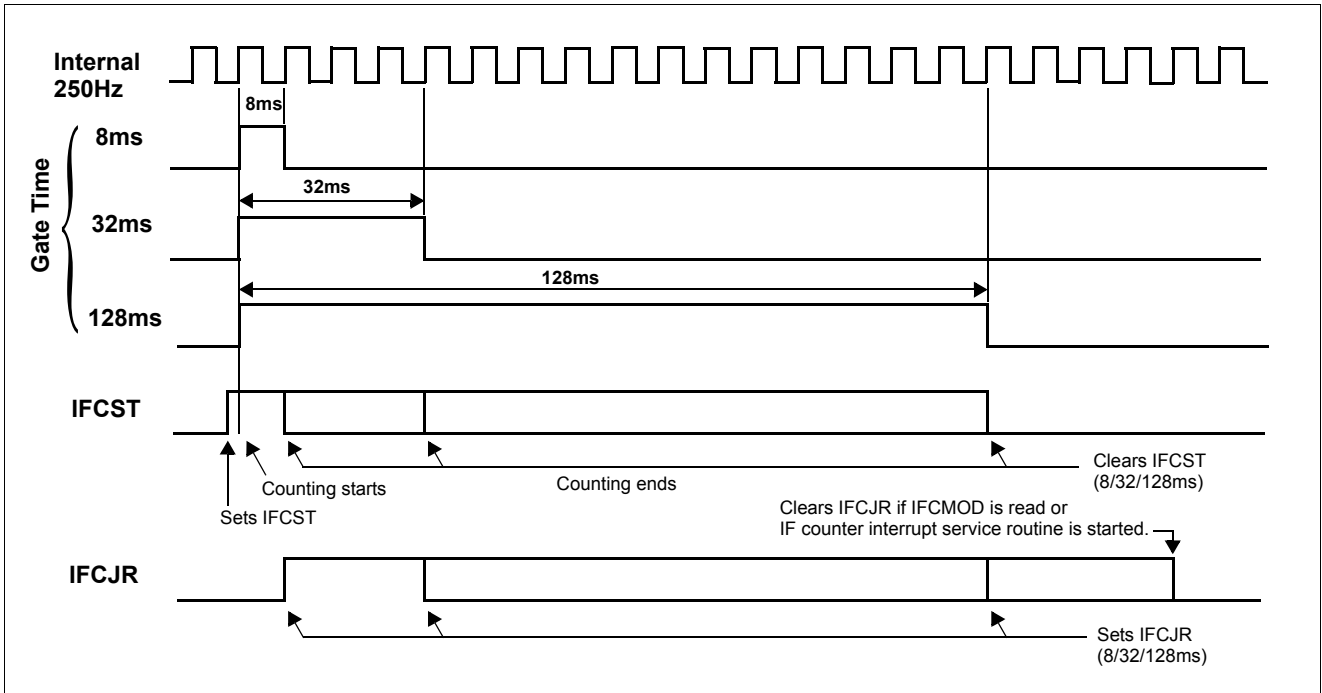 Internal
250Hz
8ms
8ms
Gate Time
32ms
32ms
128ms
128ms
IFCST
Counting starts
Sets IFCST
Counting ends
Clears IFCST
(8/32/128ms)
Clears IFCJR if IFCMOD is read or
IF counter interrupt service routine is started.
IFCJR
Sets IFCJR
(8/32/128ms)